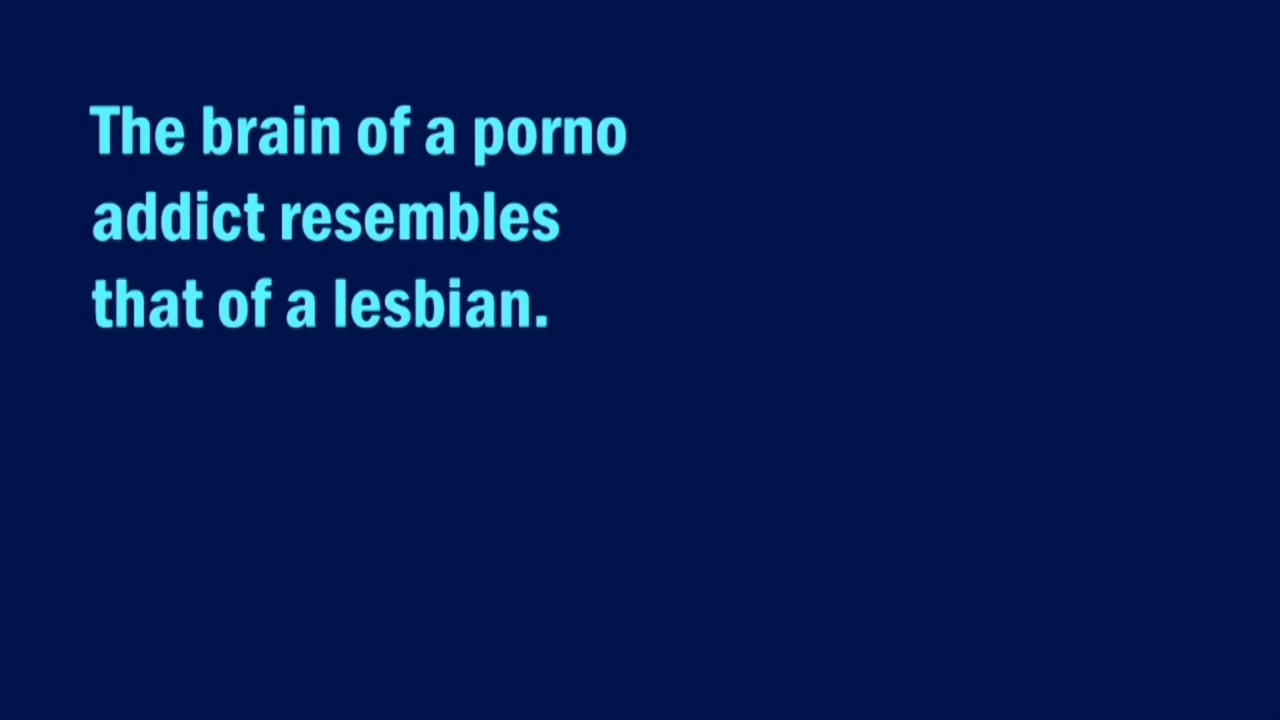 The brain of a porno
addict resembles
that of a lesbian.